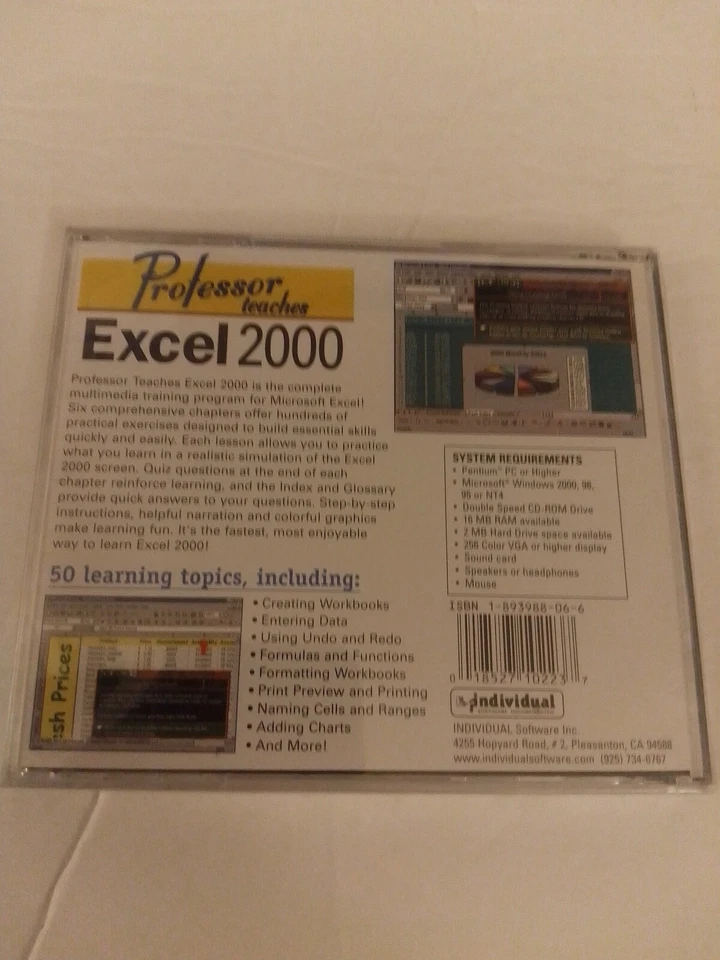 Professor
teaches
Excel 2000
Professor Teaches Excel 2000 is the complete
multimedia training program for Microsoft Excel!
Six comprehensive chapters offer hundreds of
practical exercises designed to build essential skills
quickly and easily. Each lesson allows you to practice
what you learn in a realistic simulation of the Excel
2000 screen. Quiz questions at the end of each
chapter reinforce learning, and the Index and Glossary
provide quick answers to your questions. Step-by-step
instructions, helpful narration and colorful graphics
make learning fun. It's the fastest, most enjoyable
way to learn Excel 2000!
50 learning topics, including:
• Creating Workbooks
• Entering Data
• Using Undo and Redo
• Formulas and Functions
• Formatting Workbooks
• Print Preview and Printing
• Naming Cells and Ranges
• Adding Charts
• And More!
sh Prices
SYSTEM REQUIREMENTS
• Pentium® PC or Higher
• Microsoft® Windows 2000, 98,
95 or NT4
• Double Speed CD-ROM Drive
• 16 MB RAM available
• 2 MB Hard Drive space available
• 256 Color VGA or higher display
• Sound card
• Speakers or headphones
• Mouse
ISBN 1-893988-06-6
0 18527 10223 7
individual
INDIVIDUAL Software Inc.
4255 Hopyard Road, # 2, Pleasanton, CA 94588
www.individualsoftware.com (925) 734-6767